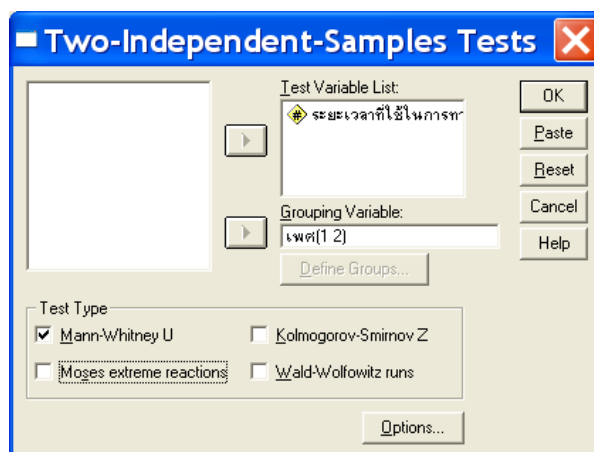 Two-Independent-Samples Tests
Test Variable List:
ระยะเวลาที่ใช้ในการทา
Grouping Variable:
เพศ(1 2)
Define Groups...
OK
Paste
Reset
Cancel
Help
Test Type
Mann-Whitney U
Kolmogorov-Smirnov Z
Moses extreme reactions
Wald-Wolfowitz runs
Options...